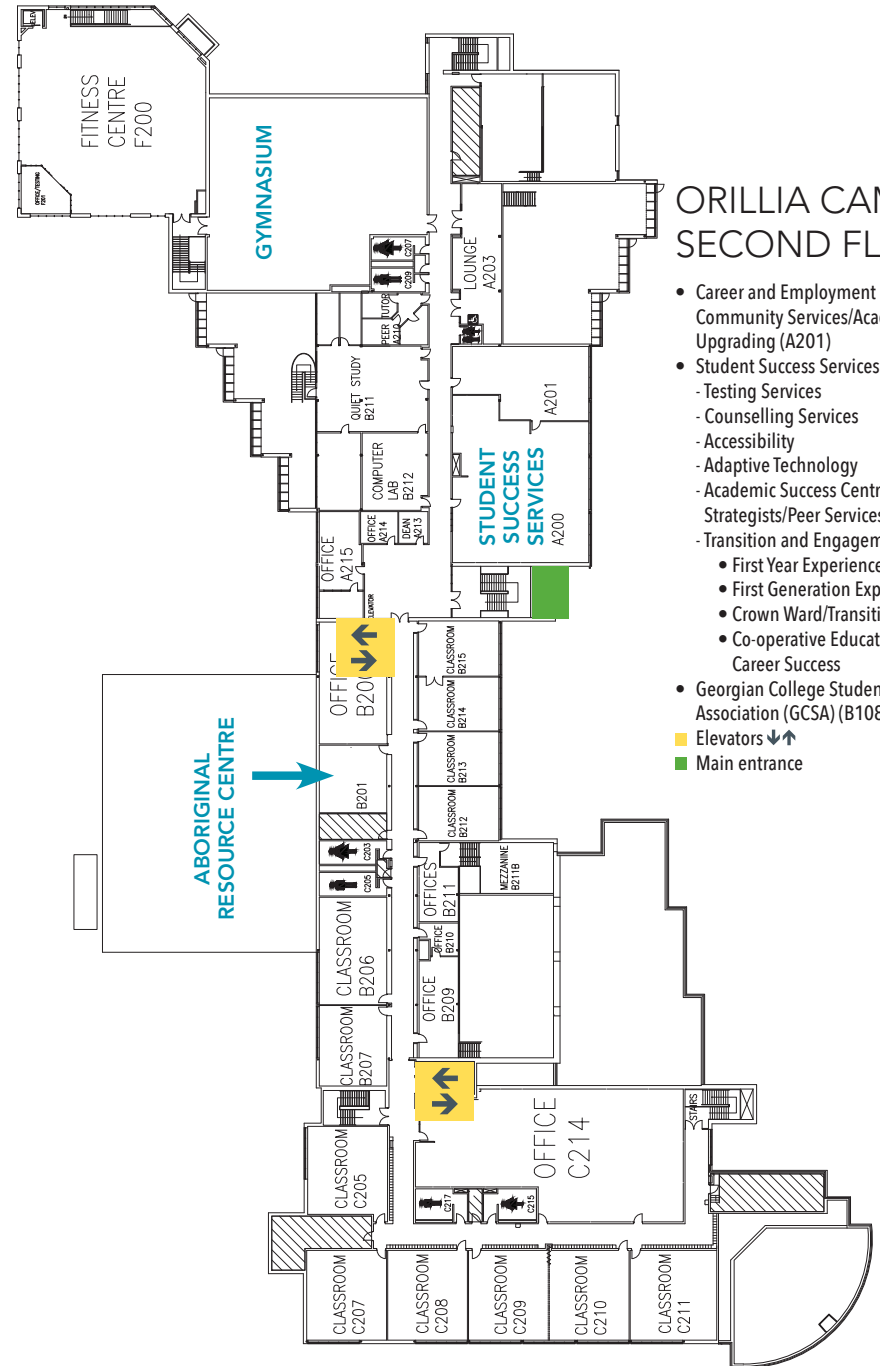 ELEV
FITNESS
CENTRE
F200
OFFICE/TESTING
F201
GYMNASIUM
C207
C209
LOUNGE
A203
PEER TUTOR
A210
QUIET STUDY
B211
COMPUTER
LAB
B212
A201
STUDENT
SUCCESS
SERVICES
A200
OFFICE
A214
DEAN
A213
OFFICE
A215
ELEVATOR
ORILLIA CAM
SECOND FL
• Career and Employment
Community Services/Aca
Upgrading (A201)
• Student Success Services
- Testing Services
- Counselling Services
- Accessibility
- Adaptive Technology
- Academic Success Centr
Strategists/Peer Services
- Transition and Engagem
• First Year Experience
• First Generation Exp
• Crown Ward/Transiti
• Co-operative Educat
Career Success
• Georgian College Studen
Association (GCSA) (B108
Elevators ↓↑
Main entrance
OFFICE
B200
CLASSROOM
B215
CLASSROOM
B214
CLASSROOM
B213
CLASSROOM
B212
ABORIGINAL
RESOURCE CENTRE
B201
C203
C205
OFFICES
B211
MEZZANINE
B211B
OFFICE
B210
OFFICE
B209
CLASSROOM
B206
CLASSROOM
B207
CLASSROOM
C205
OFFICE
C214
STAIRS
C217
C215
CLASSROOM
C207
CLASSROOM
C208
CLASSROOM
C209
CLASSROOM
C210
CLASSROOM
C211